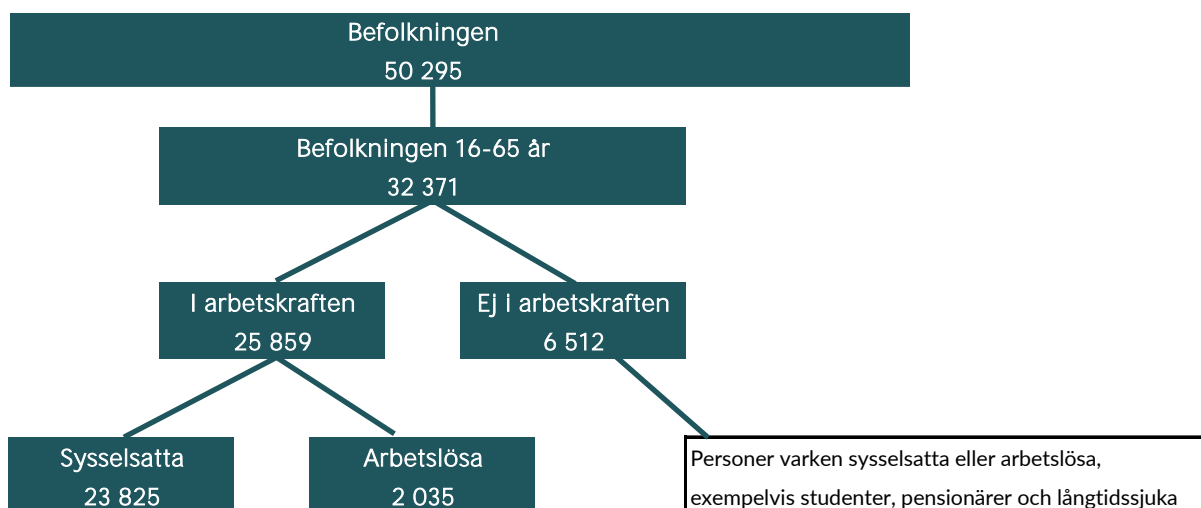 Befolkningen
50 295
Befolkningen 16-65 år
32 371
I arbetskraften
25 859
Ej i arbetskraften
6 512
Sysselsatta
23 825
Arbetslösa
2 035
Personer varken sysselsatta eller arbetslösa,
exempelvis studenter, pensionärer och långtidssjuka